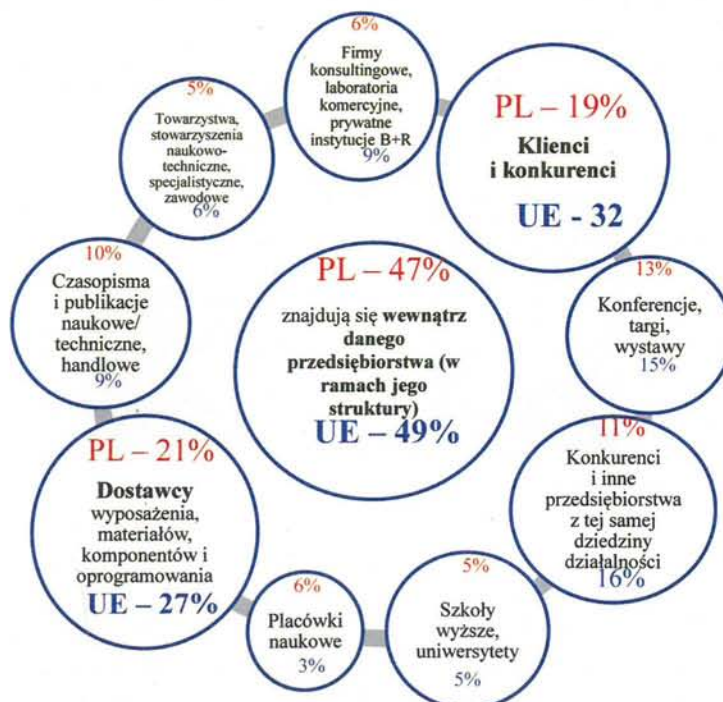 6%
Firmy
konsultingowe,
laboratoria
komercyjne,
prywatne
instytucje B+R
9%
PL – 19%
Klienci
i konkurenci
UE - 32
13%
Konferencje,
targi,
wystawy
15%
11%
Konkurenci
i inne
przedsiębiorstwa
z tej samej
dziedziny
działalności
16%
5%
Szkoły
wyższe,
uniwersytety
5%
6%
Placówki
naukowe
3%
PL – 21%
Dostawcy
wyposażenia,
materiałów,
komponentów i
oprogramowania
UE – 27%
10%
Czasopisma
i publikacje
naukowe/
techniczne,
handlowe
9%
5%
Towarzystwa,
stowarzyszenia
naukowo-
techniczne,
specjalistyczne,
zawodowe
6%
PL – 47%
znajdują się wewnątrz
danego
przedsiębiorstwa (w
ramach jego
struktury)
UE – 49%